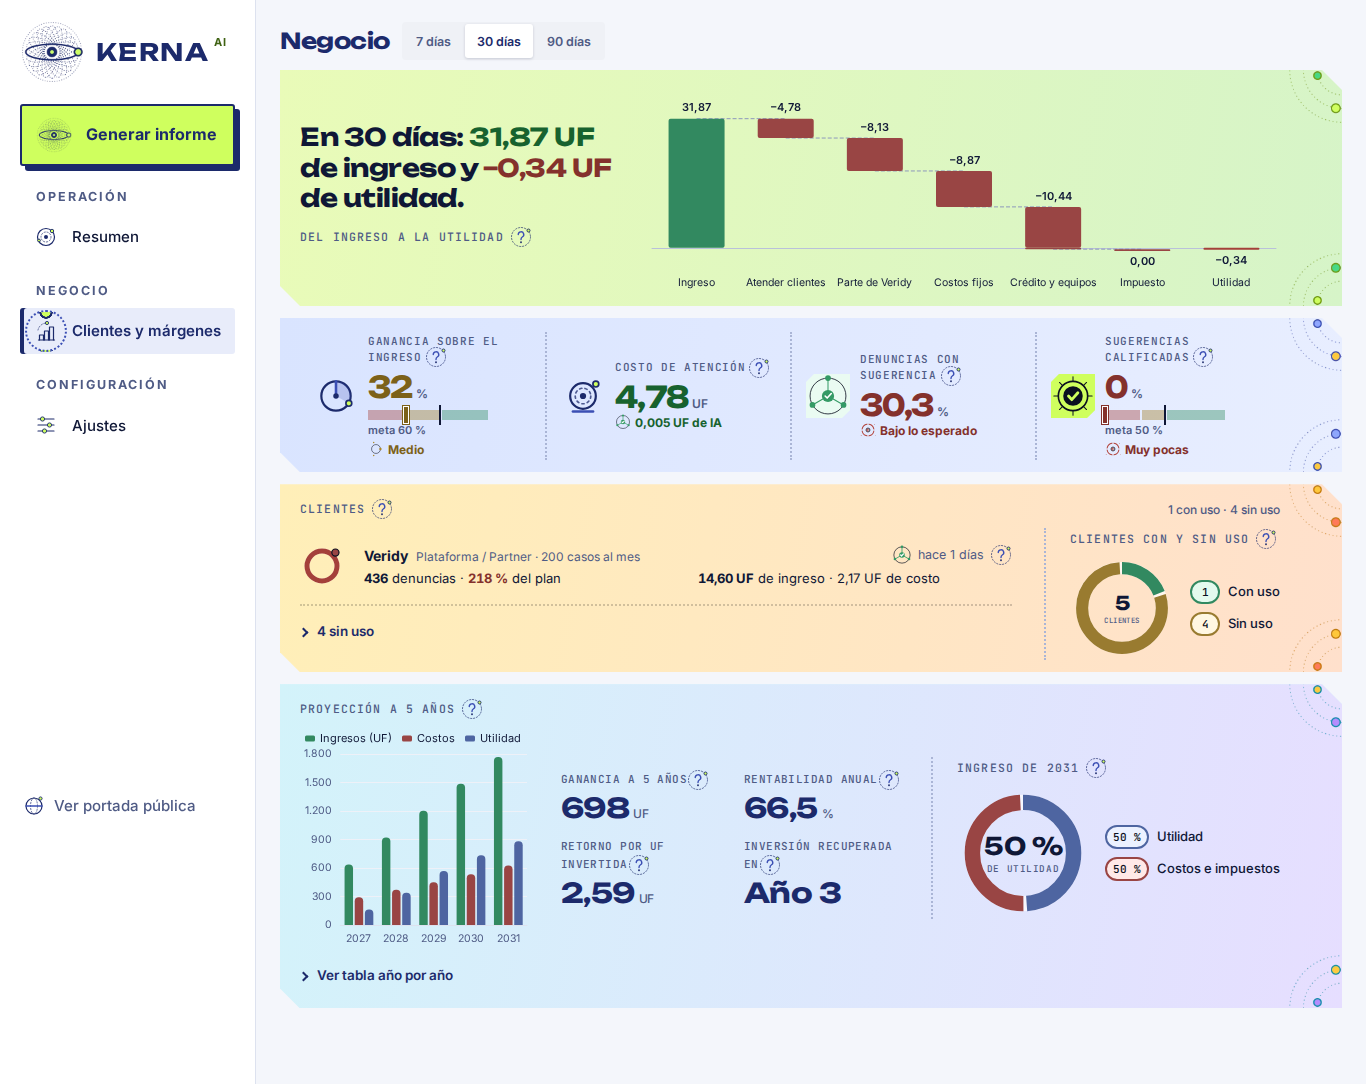 KERNA AI
Generar informe
OPERACIÓN
Resumen
NEGOCIO
Clientes y márgenes
CONFIGURACIÓN
Ajustes
Ver portada pública
Negocio
7 días
30 días
90 días
En 30 días: 31,87 UF
de ingreso y −0,34 UF
de utilidad.
DEL INGRESO A LA UTILIDAD ?
31,87
−4,78
−8,13
−8,87
−10,44
0,00
−0,34
Ingreso
Atender clientes
Parte de Veridy
Costos fijos
Crédito y equipos
Impuesto
Utilidad
GANANCIA SOBRE EL
INGRESO ?
32 %
meta 60 %
Medio
COSTO DE ATENCIÓN ?
4,78 UF
0,005 UF de IA
DENUNCIAS CON
SUGERENCIA ?
30,3 %
Bajo lo esperado
SUGERENCIAS
CALIFICADAS ?
0 %
meta 50 %
Muy pocas
CLIENTES ?
1 con uso · 4 sin uso
Veridy Plataforma / Partner · 200 casos al mes
hace 1 días ?
436 denuncias · 218 % del plan
14,60 UF de ingreso · 2,17 UF de costo
4 sin uso
CLIENTES CON Y SIN USO ?
5
CLIENTES
1 Con uso
4 Sin uso
PROYECCIÓN A 5 AÑOS ?
Ingresos (UF)
Costos
Utilidad
1.800
1.500
1.200
900
600
300
0
2027
2028
2029
2030
2031
GANANCIA A 5 AÑOS ?
698 UF
RENTABILIDAD ANUAL ?
66,5 %
RETORNO POR UF
INVERTIDA ?
2,59 UF
INVERSIÓN RECUPERADA
EN ?
Año 3
INGRESO DE 2031 ?
50 %
DE UTILIDAD
50 % Utilidad
50 % Costos e impuestos
Ver tabla año por año